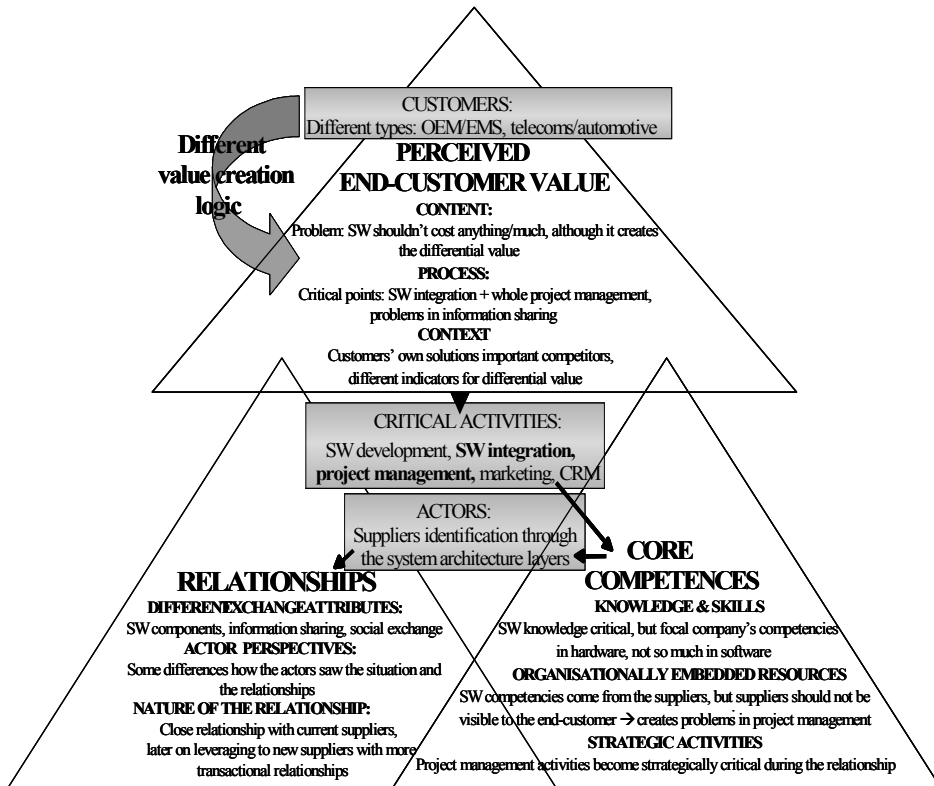 CUSTOMERS:
Different types: OEM/EMS, telecoms/automotive
Different
value creation
logic
PERCEIVED
END-CUSTOMER VALUE
CONTENT:
Problem: SW shouldn't cost anything/much, although it creates
the differential value
PROCESS:
Critical points: SW integration + whole project management,
problems in information sharing
CONTEXT
Customers' own solutions important competitors,
different indicators for differential value
CRITICAL ACTIVITIES:
SW development, SW integration,
project management, marketing, CRM
ACTORS:
Suppliers identification through
the system architecture layers
RELATIONSHIPS
DIFFERENEXCHANGEATTRIBUTES:
SW components, information sharing, social exchange
ACTOR PERSPECTIVES:
Some differences how the actors saw the situation and
the relationships
NATURE OF THE RELATIONSHIP:
Close relationship with current suppliers,
later on leveraging to new suppliers with more
transactional relationships
CORE
COMPETENCES
KNOWLEDGE & SKILLS
SW knowledge critical, but focal company's competencies
in hardware, not so much in software
ORGANISATIONALLY EMBEDDED RESOURCES
SW competencies come from the suppliers, but suppliers should not be
visible to the end-customer → creates problems in project management
STRATEGIC ACTIVITIES
Project management activities become strrategically critical during the relationship